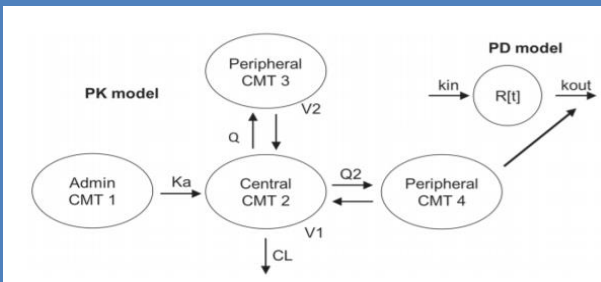 PK model
Peripheral
CMT 3
V2
Q
Admin
CMT 1
Ka
Central
CMT 2
V1
CL
Q2
Peripheral
CMT 4
PD model
kin
R[t]
kout